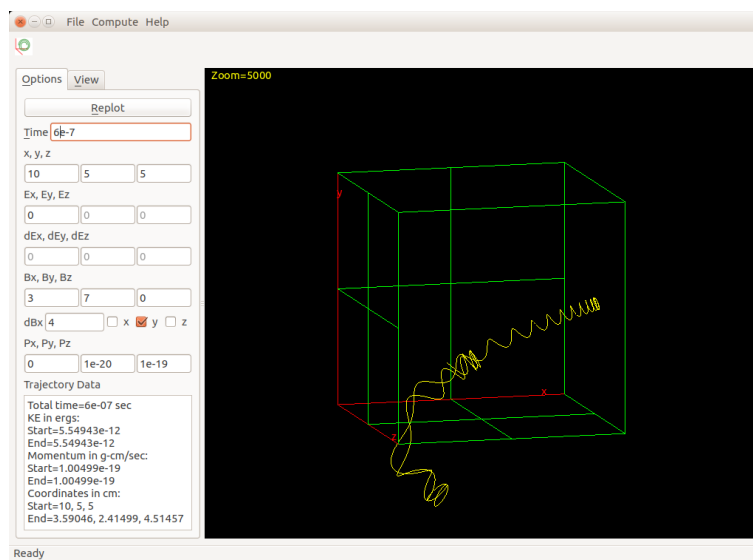 File Compute Help
Options View
Replot
Time 6e-7
x, y, z
10 5 5
Ex, Ey, Ez
0 0 0
dEx, dEy, dEz
0 0 0
Bx, By, Bz
3 7 0
dBx 4 x y z
Px, Py, Pz
0 1e-20 1e-19
Trajectory Data
Total time=6e-07 sec
KE in ergs:
Start=5.54943e-12
End=5.54943e-12
Momentum in g-cm/sec:
Start=1.00499e-19
End=1.00499e-19
Coordinates in cm:
Start=10, 5, 5
End=3.59046, 2.41499, 4.51457
Ready
Zoom=5000
y
x
z